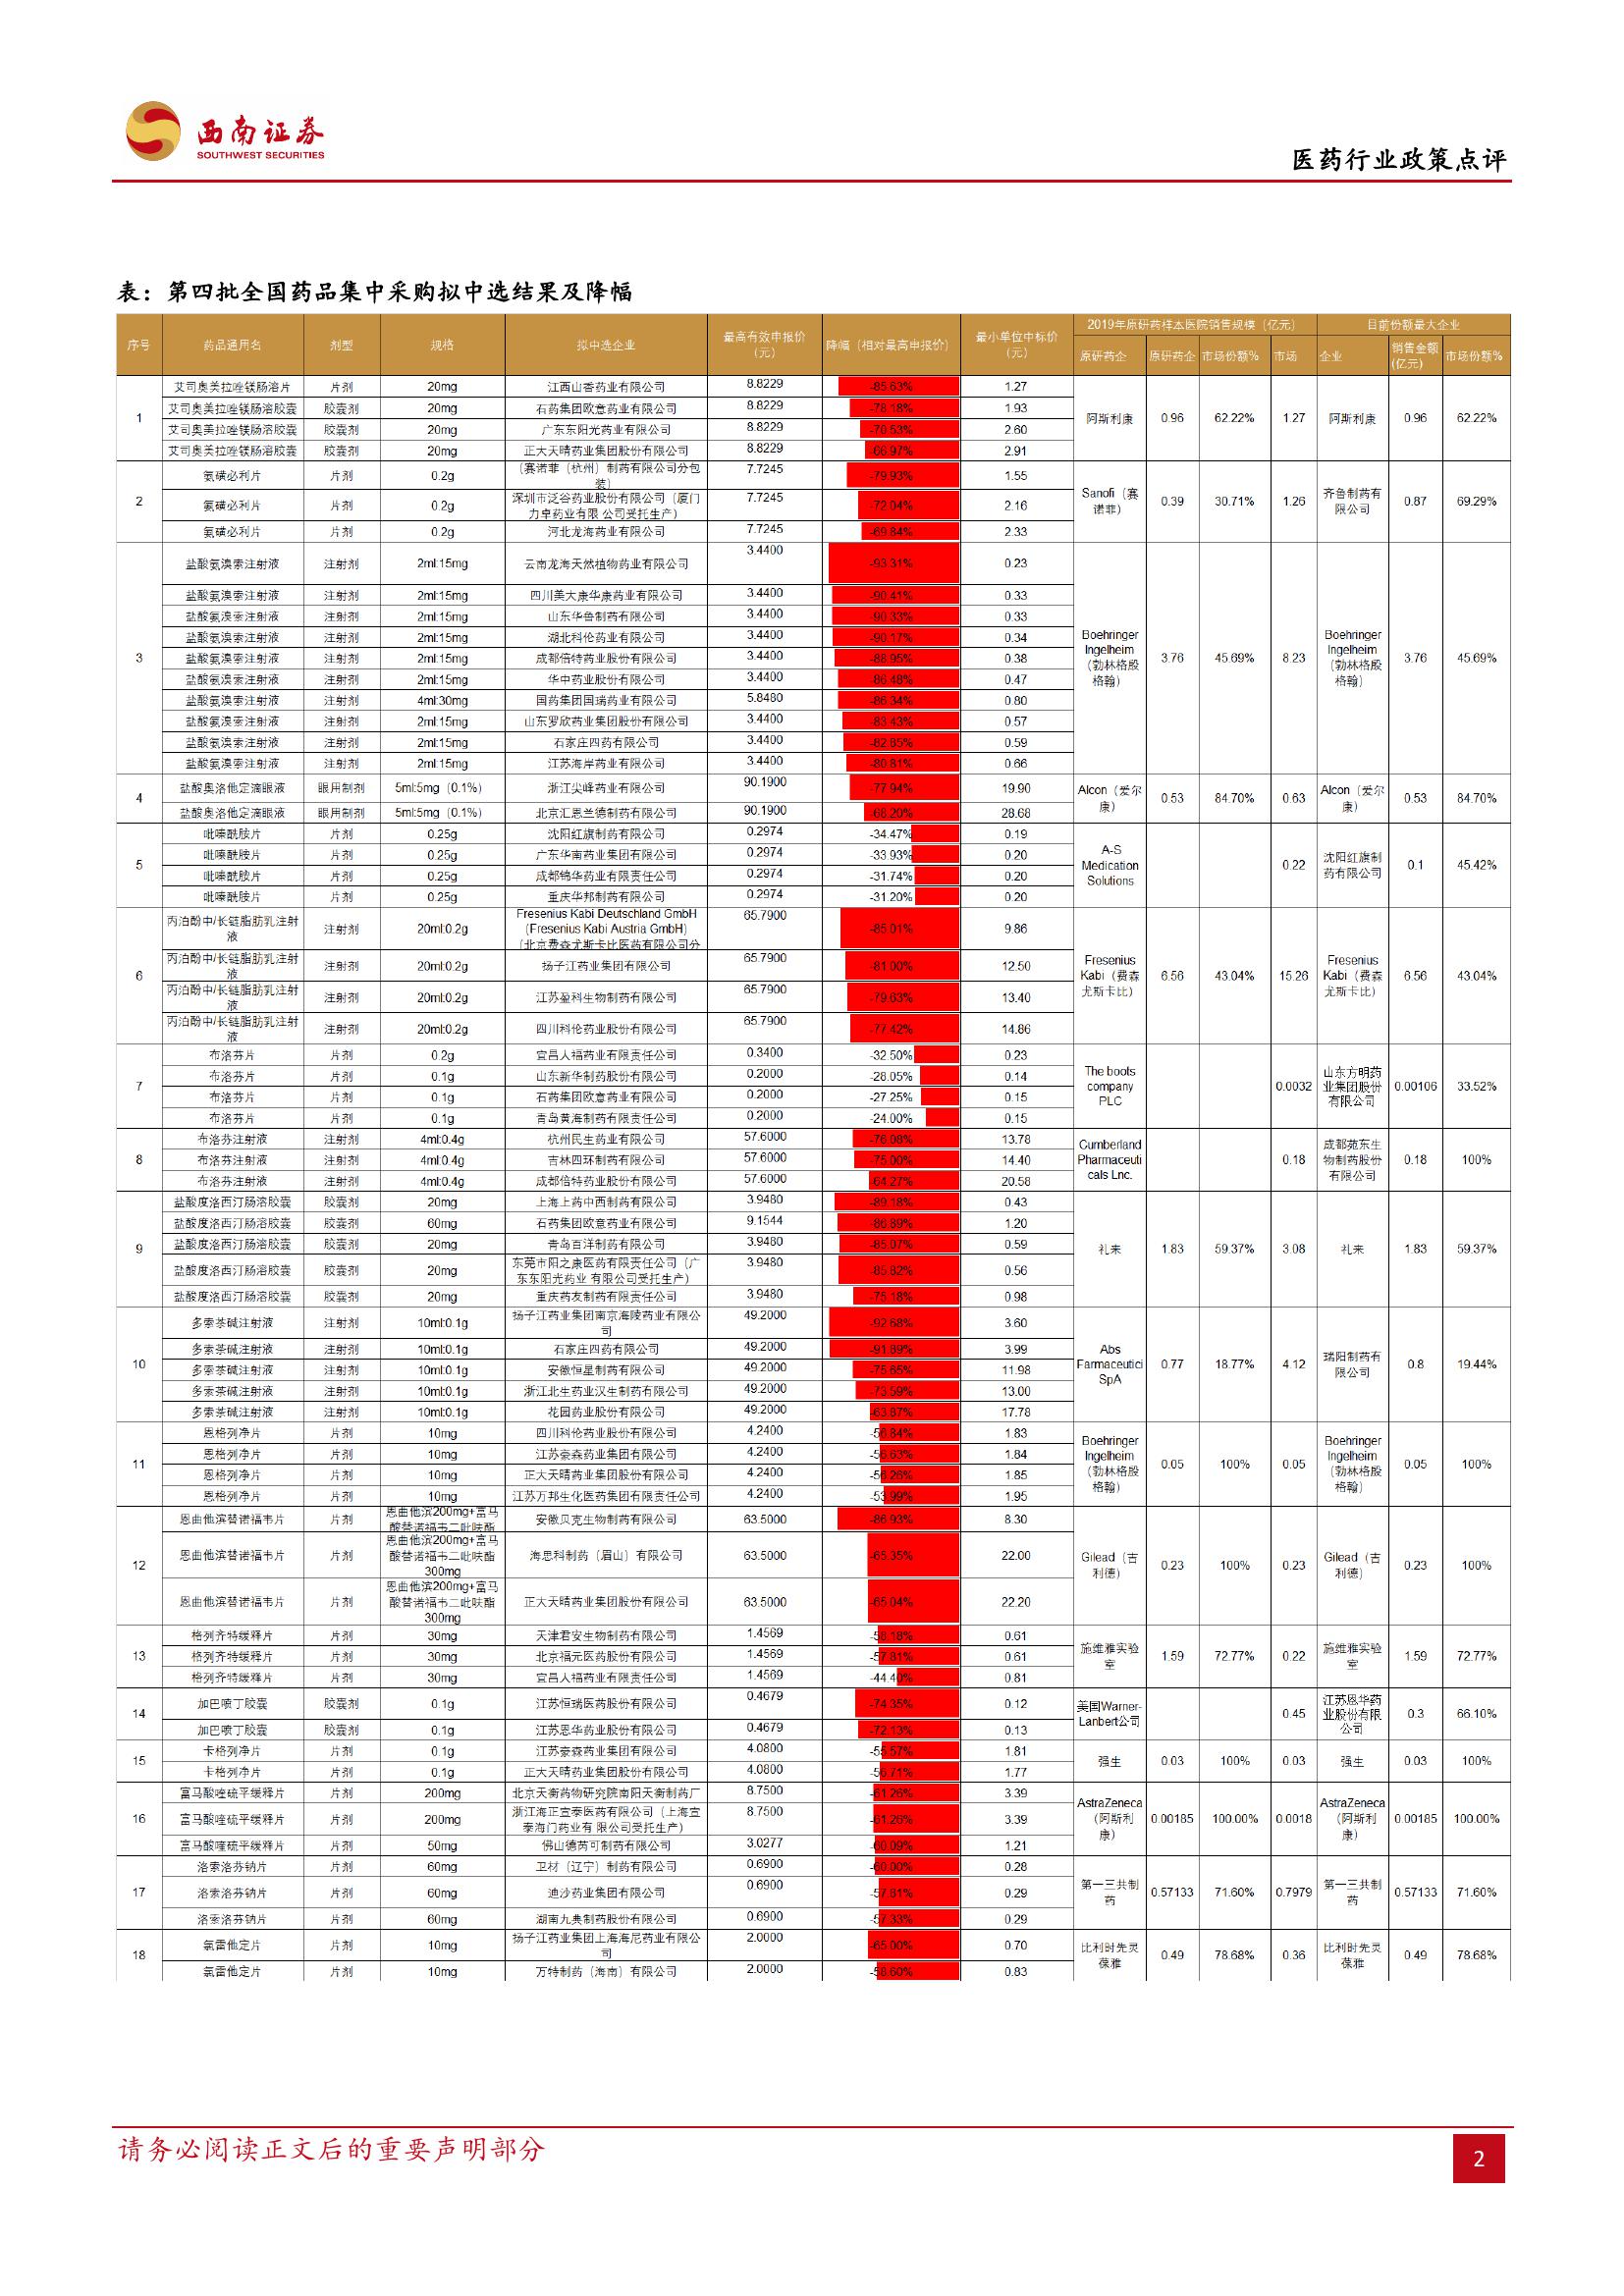 西南证券
SOUTHWEST SECURITIES
医药行业政策点评
表：第四批全国药品集中采购拟中选结果及降幅
序号 药品通用名 剂型 规格 拟中选企业 最高有效申报价（元） 降幅（相对最高申报价） 最小单位中标价（元） 2019年原研药样本医院销售规模（亿元） 目前份额最大企业
原研药企 原研药企 市场份额% 市场 企业 销售金额(亿元) 市场份额%
1 艾司奥美拉唑镁肠溶片 片剂 20mg 江西山香药业有限公司 8.8229 -85.63% 1.27 阿斯利康 0.96 62.22% 1.27 阿斯利康 0.96 62.22%
艾司奥美拉唑镁肠溶胶囊 胶囊剂 20mg 石药集团欧意药业有限公司 8.8229 -78.18% 1.93
艾司奥美拉唑镁肠溶胶囊 胶囊剂 20mg 广东东阳光药业有限公司 8.8229 -70.53% 2.60
艾司奥美拉唑镁肠溶胶囊 胶囊剂 20mg 正大天晴药业集团股份有限公司 8.8229 -66.97% 2.91
2 氨磺必利片 片剂 0.2g （赛诺菲（杭州）制药有限公司分包装） 7.7245 -79.93% 1.55 Sanofi（赛诺菲） 0.39 30.71% 1.26 齐鲁制药有限公司 0.87 69.29%
氨磺必利片 片剂 0.2g 深圳市泛谷药业股份有限公司（厦门力卓药业有限 公司受托生产） 7.7245 -72.04% 2.16
氨磺必利片 片剂 0.2g 河北龙海药业有限公司 7.7245 -69.84% 2.33
3 盐酸氨溴索注射液 注射剂 2ml:15mg 云南龙海天然植物药业有限公司 3.4400 -93.31% 0.23 Boehringer Ingelheim（勃林格殷格翰） 3.76 45.69% 8.23 Boehringer Ingelheim（勃林格殷格翰） 3.76 45.69%
盐酸氨溴索注射液 注射剂 2ml:15mg 四川美大康华康药业有限公司 3.4400 -90.41% 0.33
盐酸氨溴索注射液 注射剂 2ml:15mg 山东华鲁制药有限公司 3.4400 -90.33% 0.33
盐酸氨溴索注射液 注射剂 2ml:15mg 湖北科伦药业有限公司 3.4400 -90.17% 0.34
盐酸氨溴索注射液 注射剂 2ml:15mg 成都倍特药业股份有限公司 3.4400 -88.95% 0.38
盐酸氨溴索注射液 注射剂 2ml:15mg 华中药业股份有限公司 3.4400 -86.48% 0.47
盐酸氨溴索注射液 注射剂 4ml:30mg 国药集团国瑞药业有限公司 5.8480 -86.34% 0.80
盐酸氨溴索注射液 注射剂 2ml:15mg 山东罗欣药业集团股份有限公司 3.4400 -83.43% 0.57
盐酸氨溴索注射液 注射剂 2ml:15mg 石家庄四药有限公司 3.4400 -82.85% 0.59
盐酸氨溴索注射液 注射剂 2ml:15mg 江苏海岸药业有限公司 3.4400 -80.81% 0.66
4 盐酸奥洛他定滴眼液 眼用制剂 5ml:5mg（0.1%） 浙江尖峰药业有限公司 90.1900 -77.94% 19.90 Alcon（爱尔康） 0.53 84.70% 0.63 Alcon（爱尔康） 0.53 84.70%
盐酸奥洛他定滴眼液 眼用制剂 5ml:5mg（0.1%） 北京汇恩兰德制药有限公司 90.1900 -68.20% 28.68
5 吡嗪酰胺片 片剂 0.25g 沈阳红旗制药有限公司 0.2974 -34.47% 0.19 A-S Medication Solutions 0.22 沈阳红旗制药有限公司 0.1 45.42%
吡嗪酰胺片 片剂 0.25g 广东华南药业集团有限公司 0.2974 -33.93% 0.20
吡嗪酰胺片 片剂 0.25g 成都锦华药业有限责任公司 0.2974 -31.74% 0.20
吡嗪酰胺片 片剂 0.25g 重庆华邦制药有限公司 0.2974 -31.20% 0.20
6 丙泊酚中/长链脂肪乳注射液 注射剂 20ml:0.2g Fresenius Kabi Deutschland GmbH (Fresenius Kabi Austria GmbH)（北京费森尤斯卡比医药有限公司分 65.7900 -85.01% 9.86 Fresenius Kabi（费森尤斯卡比） 6.56 43.04% 15.26 Fresenius Kabi（费森尤斯卡比） 6.56 43.04%
丙泊酚中/长链脂肪乳注射液 注射剂 20ml:0.2g 扬子江药业集团有限公司 65.7900 -81.00% 12.50
丙泊酚中/长链脂肪乳注射液 注射剂 20ml:0.2g 江苏盈科生物制药有限公司 65.7900 -79.63% 13.40
丙泊酚中/长链脂肪乳注射液 注射剂 20ml:0.2g 四川科伦药业股份有限公司 65.7900 -77.42% 14.86
7 布洛芬片 片剂 0.2g 宜昌人福药业有限责任公司 0.3400 -32.50% 0.23 The boots company PLC 0.0032 山东方明药业集团股份有限公司 0.00106 33.52%
布洛芬片 片剂 0.1g 山东新华制药股份有限公司 0.2000 -28.05% 0.14
布洛芬片 片剂 0.1g 石药集团欧意药业有限公司 0.2000 -27.25% 0.15
布洛芬片 片剂 0.1g 青岛黄海制药有限责任公司 0.2000 -24.00% 0.15
8 布洛芬注射液 注射剂 4ml:0.4g 杭州民生药业有限公司 57.6000 -76.08% 13.78 Cumberland Pharmaceuticals Lnc. 0.18 成都苑东生物制药股份有限公司 0.18 100%
布洛芬注射液 注射剂 4ml:0.4g 吉林四环制药有限公司 57.6000 -75.00% 14.40
布洛芬注射液 注射剂 4ml:0.4g 成都倍特药业股份有限公司 57.6000 -64.27% 20.58
9 盐酸度洛西汀肠溶胶囊 胶囊剂 20mg 上海上药中西制药有限公司 3.9480 -89.18% 0.43 礼来 1.83 59.37% 3.08 礼来 1.83 59.37%
盐酸度洛西汀肠溶胶囊 胶囊剂 60mg 石药集团欧意药业有限公司 9.1544 -86.89% 1.20
盐酸度洛西汀肠溶胶囊 胶囊剂 20mg 青岛百洋制药有限公司 3.9480 -85.07% 0.59
盐酸度洛西汀肠溶胶囊 胶囊剂 20mg 东莞市阳之康医药有限责任公司（广东东阳光药业 有限公司受托生产） 3.9480 -85.82% 0.56
盐酸度洛西汀肠溶胶囊 胶囊剂 20mg 重庆药友制药有限责任公司 3.9480 -75.18% 0.98
10 多索茶碱注射液 注射剂 10ml:0.1g 扬子江药业集团南京海陵药业有限公司 49.2000 -92.68% 3.60 Abs Farmaceutici SpA 0.77 18.77% 4.12 瑞阳制药有限公司 0.8 19.44%
多索茶碱注射液 注射剂 10ml:0.1g 石家庄四药有限公司 49.2000 -91.89% 3.99
多索茶碱注射液 注射剂 10ml:0.1g 安徽恒星制药有限公司 49.2000 -75.65% 11.98
多索茶碱注射液 注射剂 10ml:0.1g 浙江北生药业汉生制药有限公司 49.2000 -73.59% 13.00
多索茶碱注射液 注射剂 10ml:0.1g 花园药业股份有限公司 49.2000 -63.87% 17.78
11 恩格列净片 片剂 10mg 四川科伦药业股份有限公司 4.2400 -56.84% 1.83 Boehringer Ingelheim（勃林格殷格翰） 0.05 100% 0.05 Boehringer Ingelheim（勃林格殷格翰） 0.05 100%
恩格列净片 片剂 10mg 江苏豪森药业集团有限公司 4.2400 -56.63% 1.84
恩格列净片 片剂 10mg 正大天晴药业集团股份有限公司 4.2400 -56.26% 1.85
恩格列净片 片剂 10mg 江苏万邦生化医药集团有限责任公司 4.2400 -53.99% 1.95
12 恩曲他滨替诺福韦片 片剂 恩曲他滨200mg+富马酸替诺福韦二吡呋酯 安徽贝克生物制药有限公司 63.5000 -86.93% 8.30 Gilead（吉利德） 0.23 100% 0.23 Gilead（吉利德） 0.23 100%
恩曲他滨替诺福韦片 片剂 恩曲他滨200mg+富马酸替诺福韦二吡呋酯300mg 海思科制药（眉山）有限公司 63.5000 -65.35% 22.00
恩曲他滨替诺福韦片 片剂 恩曲他滨200mg+富马酸替诺福韦二吡呋酯300mg 正大天晴药业集团股份有限公司 63.5000 -65.04% 22.20
13 格列齐特缓释片 片剂 30mg 天津君安生物制药有限公司 1.4569 -58.18% 0.61 施维雅实验室 1.59 72.77% 0.22 施维雅实验室 1.59 72.77%
格列齐特缓释片 片剂 30mg 北京福元医药股份有限公司 1.4569 -57.81% 0.61
格列齐特缓释片 片剂 30mg 宜昌人福药业有限责任公司 1.4569 -44.40% 0.81
14 加巴喷丁胶囊 胶囊剂 0.1g 江苏恒瑞医药股份有限公司 0.4679 -74.35% 0.12 美国Warner-Lanbert公司 0.45 江苏恩华药业股份有限公司 0.3 66.10%
加巴喷丁胶囊 胶囊剂 0.1g 江苏恩华药业股份有限公司 0.4679 -72.13% 0.13
15 卡格列净片 片剂 0.1g 江苏豪森药业集团有限公司 4.0800 -55.57% 1.81 强生 0.03 100% 0.03 强生 0.03 100%
卡格列净片 片剂 0.1g 正大天晴药业集团股份有限公司 4.0800 -56.71% 1.77
16 富马酸喹硫平缓释片 片剂 200mg 北京天衡药物研究院南阳天衡制药厂 8.7500 -61.26% 3.39 AstraZeneca（阿斯利康） 0.00185 100.00% 0.0018 AstraZeneca（阿斯利康） 0.00185 100.00%
富马酸喹硫平缓释片 片剂 200mg 浙江海正宣泰医药有限公司（上海宣泰海门药业有 限公司受托生产） 8.7500 -61.26% 3.39
富马酸喹硫平缓释片 片剂 50mg 佛山德芮可制药有限公司 3.0277 -60.09% 1.21
17 洛索洛芬钠片 片剂 60mg 卫材（辽宁）制药有限公司 0.6900 -60.00% 0.28 第一三共制药 0.57133 71.60% 0.7979 第一三共制药 0.57133 71.60%
洛索洛芬钠片 片剂 60mg 迪沙药业集团有限公司 0.6900 -57.81% 0.29
洛索洛芬钠片 片剂 60mg 湖南九典制药股份有限公司 0.6900 -57.33% 0.29
18 氯雷他定片 片剂 10mg 扬子江药业集团上海海尼药业有限公司 2.0000 -65.00% 0.70 比利时先灵葆雅 0.49 78.68% 0.36 比利时先灵葆雅 0.49 78.68%
氯雷他定片 片剂 10mg 万特制药（海南）有限公司 2.0000 -58.60% 0.83
请务必阅读正文后的重要声明部分
2